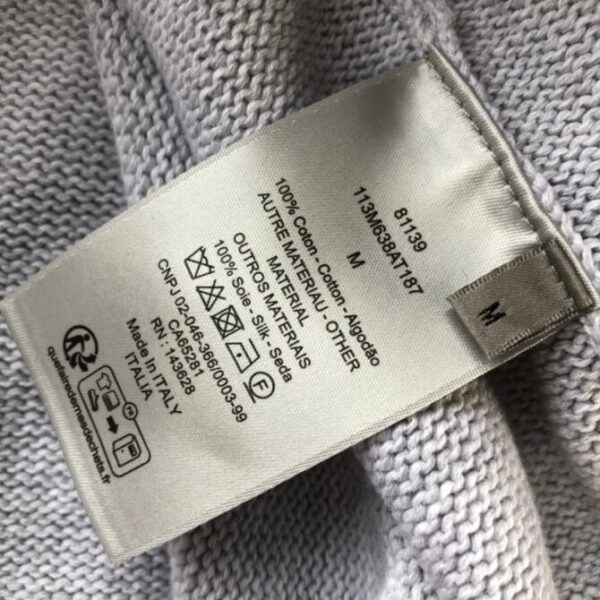 81139
113M638AT187
M
100% Coton - Cotton - Algodão
AUTRE MATERIAU - OTHER
MATERIAL
OUTROS MATERIAIS
100% Soie - Silk - Seda
F
CNPJ 02-046-366/0003-99
CA65281
RN : 143628
Made in ITALY
ITALIA
FR
quefairedemesdechets.fr
M